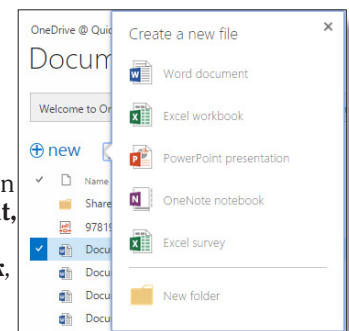 OneDrive @ Quic
Docum
Welcome to Or
new
Name
Share
9781
Docu
Docu
Docu
Docu
Create a new file
Word document
Excel workbook
PowerPoint presentation
OneNote notebook
Excel survey
New folder
n
t,
k,